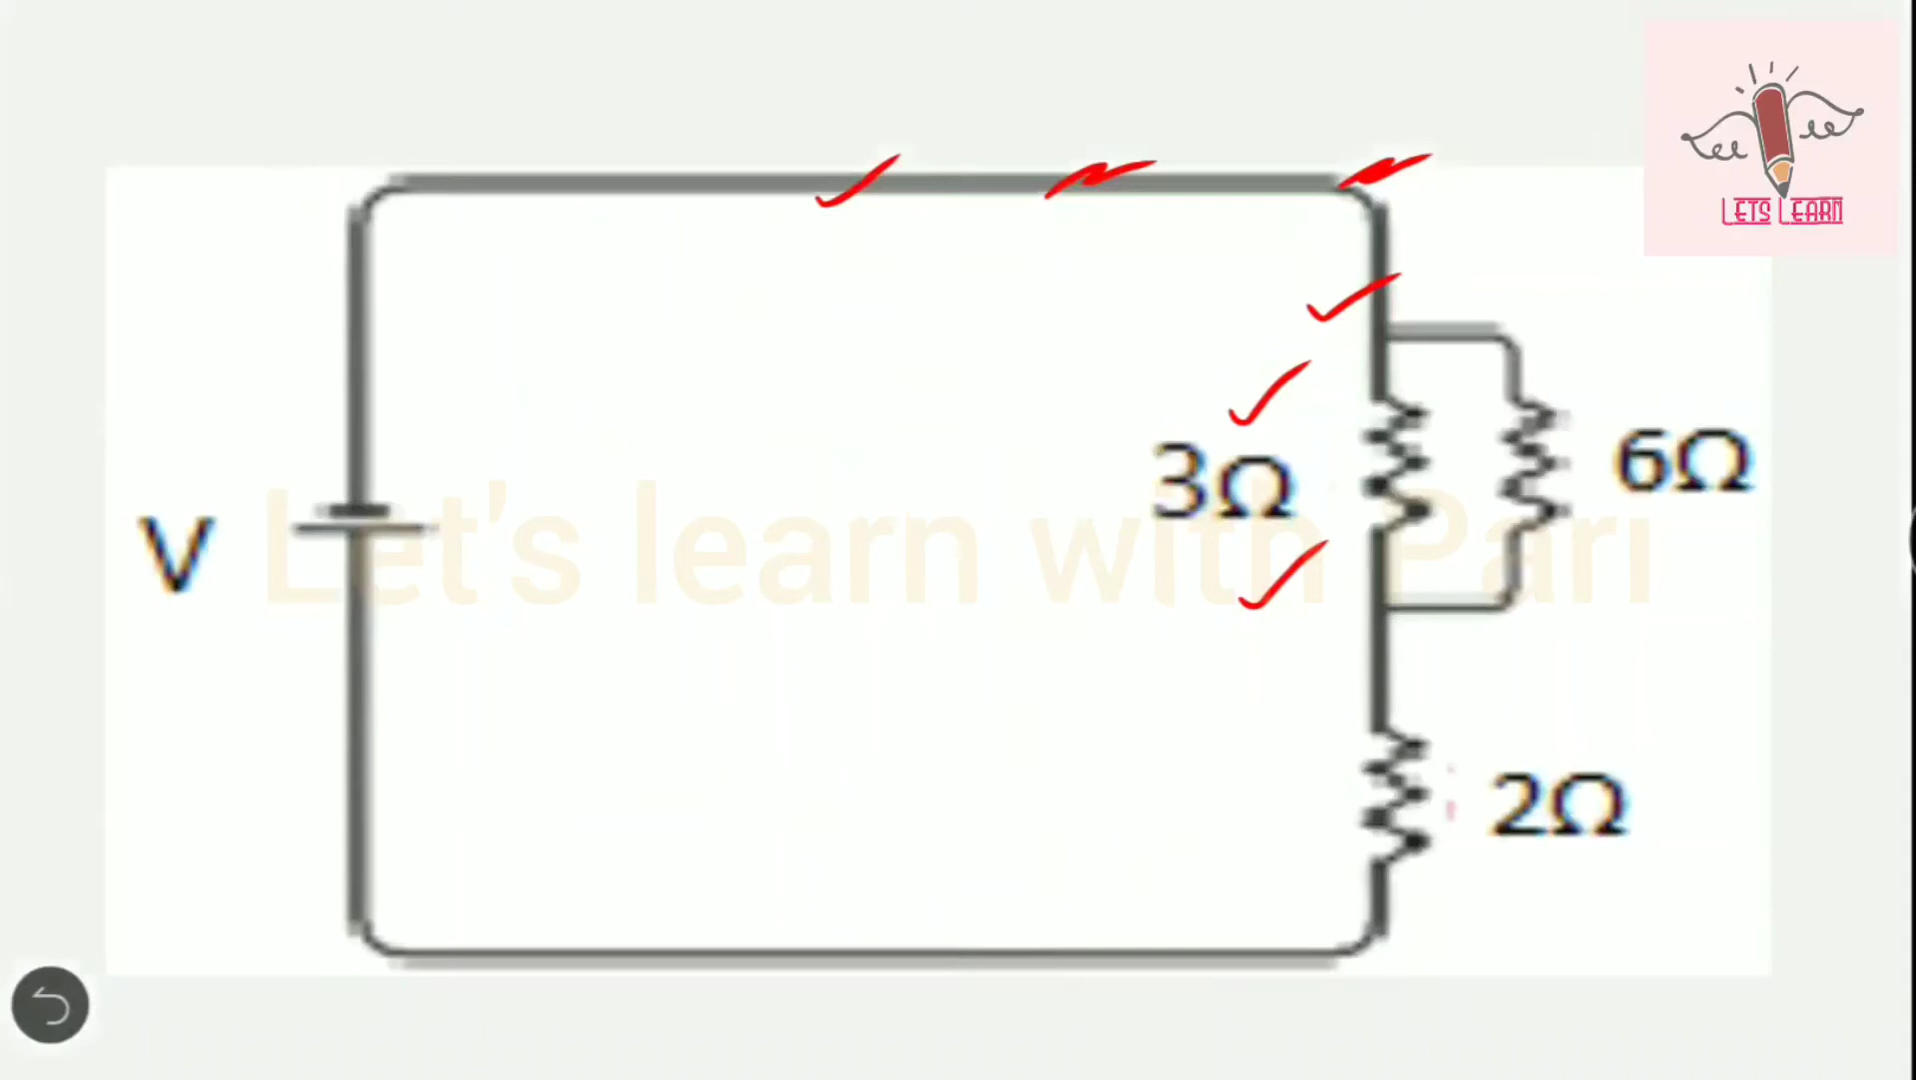 LETS LEARN
3Ω
6Ω
V
Let's learn with Pari
2Ω